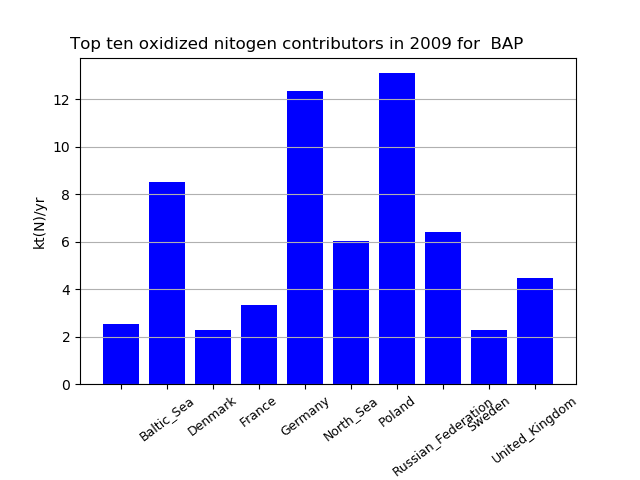 Top ten oxidized nitogen contributors in 2009 for  BAP
kt(N)/yr
12
10
8
6
4
2
0
Baltic_Sea
Denmark
France
Germany
North_Sea
Poland
Russian_Federation
Sweden
United_Kingdom